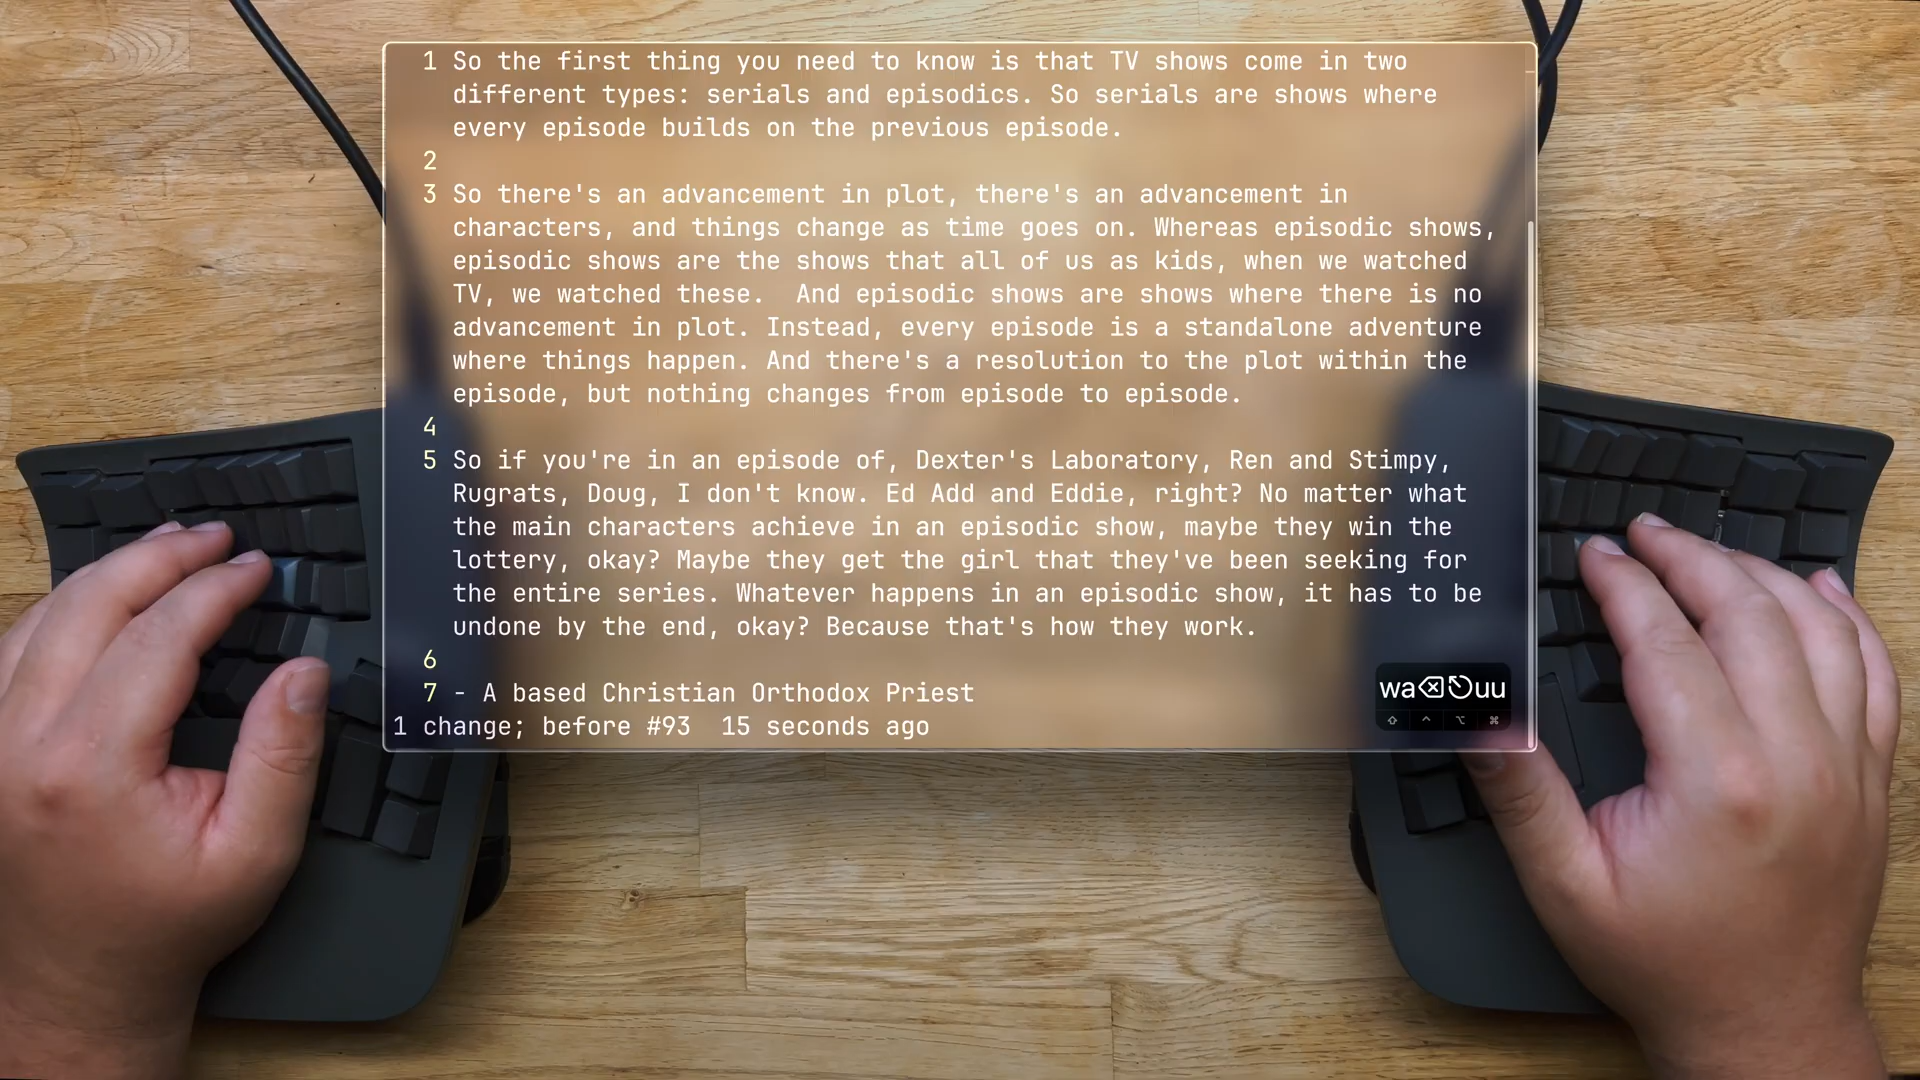 1 So the first thing you need to know is that TV shows come in two
different types: serials and episodics. So serials are shows where
every episode builds on the previous episode.
2
3 So there's an advancement in plot, there's an advancement in
characters, and things change as time goes on. Whereas episodic shows,
episodic shows are the shows that all of us as kids, when we watched
TV, we watched these.  And episodic shows are shows where there is no
advancement in plot. Instead, every episode is a standalone adventure
where things happen. And there's a resolution to the plot within the
episode, but nothing changes from episode to episode.
4
5 So if you're in an episode of, Dexter's Laboratory, Ren and Stimpy,
Rugrats, Doug, I don't know. Ed Add and Eddie, right? No matter what
the main characters achieve in an episodic show, maybe they win the
lottery, okay? Maybe they get the girl that they've been seeking for
the entire series. Whatever happens in an episodic show, it has to be
undone by the end, okay? Because that's how they work.
6
7 - A based Christian Orthodox Priest
1 change; before #93  15 seconds ago
wa⌫⎋uu
⇧ ⌃ ⌥ ⌘